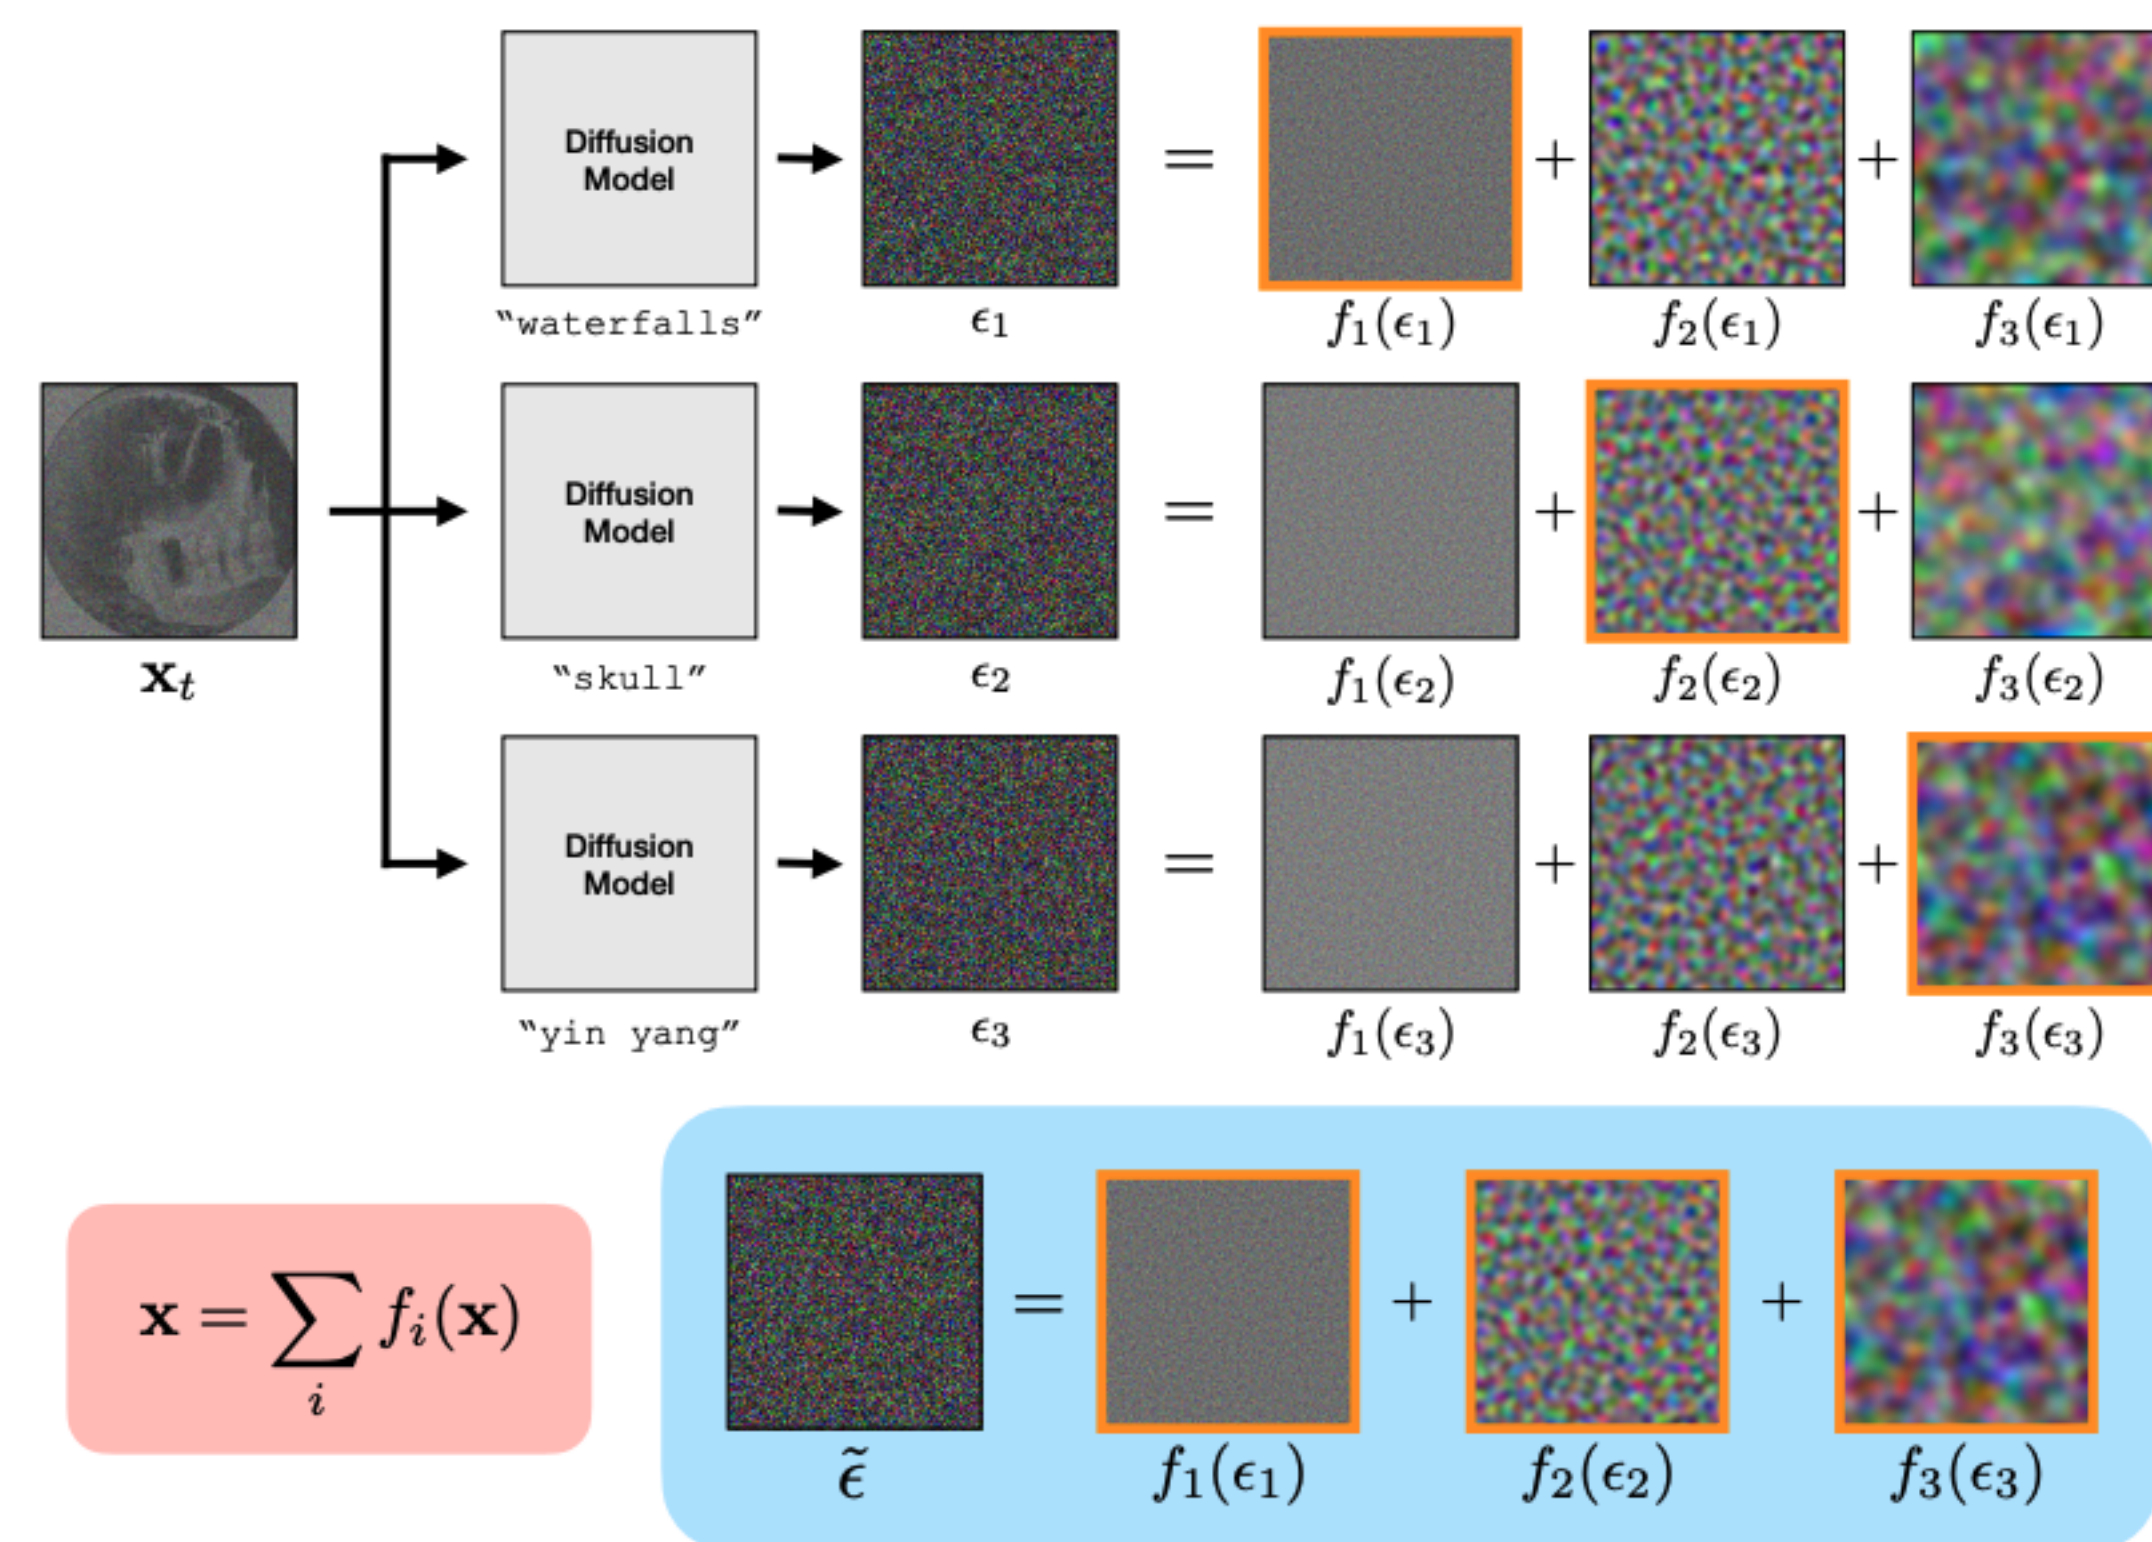 Diffusion
Model
= + +
“waterfalls” ϵ₁ f₁(ϵ₁) f₂(ϵ₁) f₃(ϵ₁)
Diffusion
Model
= + +
𝐱ₜ “skull” ϵ₂ f₁(ϵ₂) f₂(ϵ₂) f₃(ϵ₂)
Diffusion
Model
= + +
“yin yang” ϵ₃ f₁(ϵ₃) f₂(ϵ₃) f₃(ϵ₃)
𝐱 = ∑ᵢ fᵢ(𝐱)
= + +
ϵ̃ f₁(ϵ₁) f₂(ϵ₂) f₃(ϵ₃)